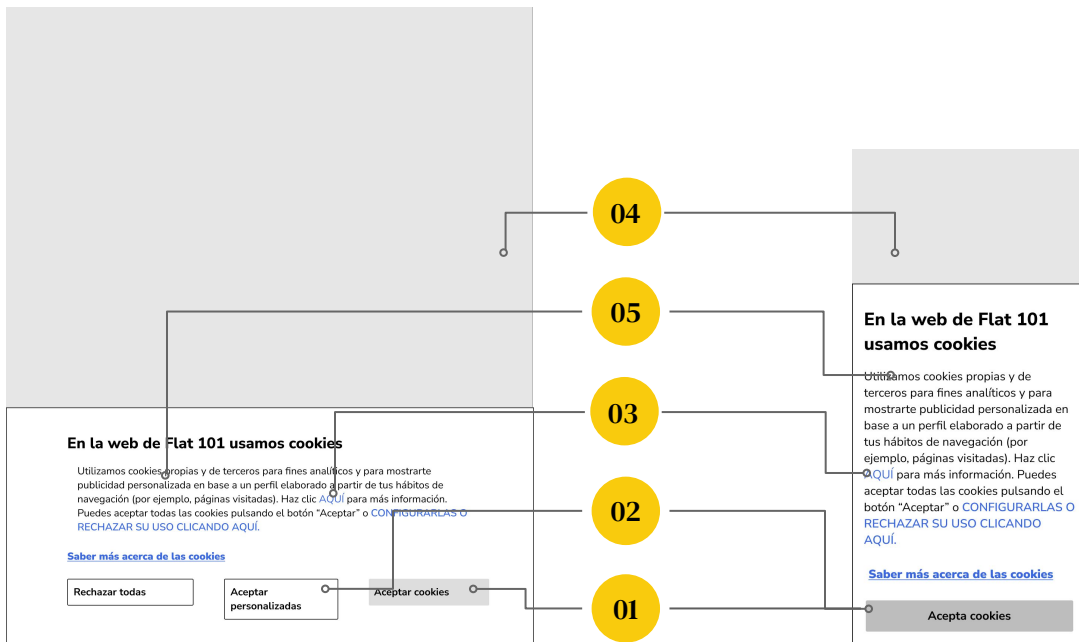 En la web de Flat 101 usamos cookies
Utilizamos cookies propias y de terceros para fines analíticos y para mostrarte
publicidad personalizada en base a un perfil elaborado a partir de tus hábitos de
navegación (por ejemplo, páginas visitadas). Haz clic AQUÍ para más información.
Puedes aceptar todas las cookies pulsando el botón “Aceptar” o CONFIGURARLAS O
RECHAZAR SU USO CLICANDO AQUÍ.
Saber más acerca de las cookies
Rechazar todas
Aceptar
personalizadas
Aceptar cookies
04
05
03
02
01
En la web de Flat 101
usamos cookies
Utilizamos cookies propias y de
terceros para fines analíticos y para
mostrarte publicidad personalizada en
base a un perfil elaborado a partir de
tus hábitos de navegación (por
ejemplo, páginas visitadas). Haz clic
AQUÍ para más información. Puedes
aceptar todas las cookies pulsando el
botón “Aceptar” o CONFIGURARLAS O
RECHAZAR SU USO CLICANDO
AQUÍ.
Saber más acerca de las cookies
Acepta cookies